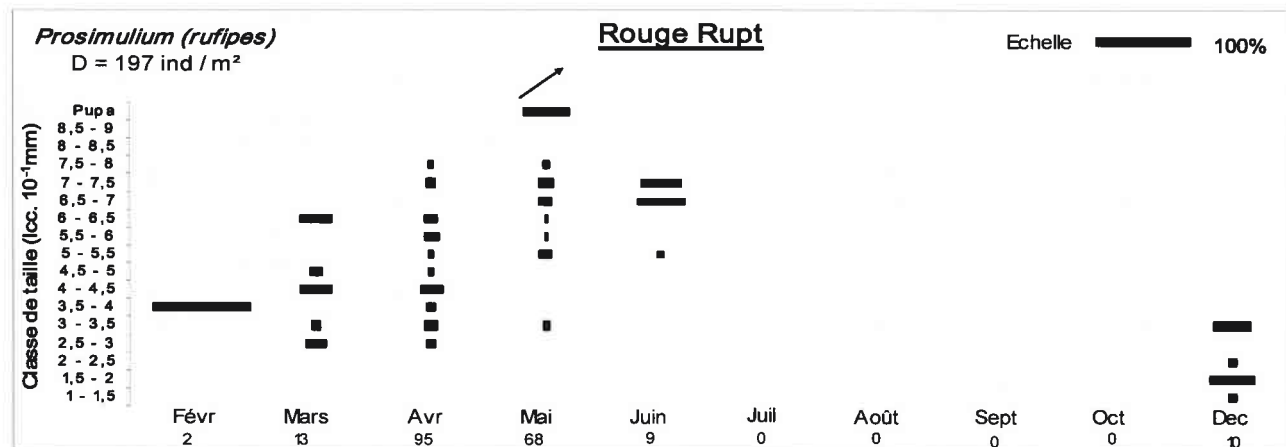 Prosimulium (rufipes)
D = 197 ind / m²
Rouge Rupt
Echelle 100%
Classe de taille (lcc. 10⁻¹mm)
Pupa
8,5 - 9
8 - 8,5
7,5 - 8
7 - 7,5
6,5 - 7
6 - 6,5
5,5 - 6
5 - 5,5
4,5 - 5
4 - 4,5
3,5 - 4
3 - 3,5
2,5 - 3
2 - 2,5
1,5 - 2
1 - 1,5
Févr Mars Avr Mai Juin Juil Août Sept Oct Dec
2 13 95 68 9 0 0 0 0 10